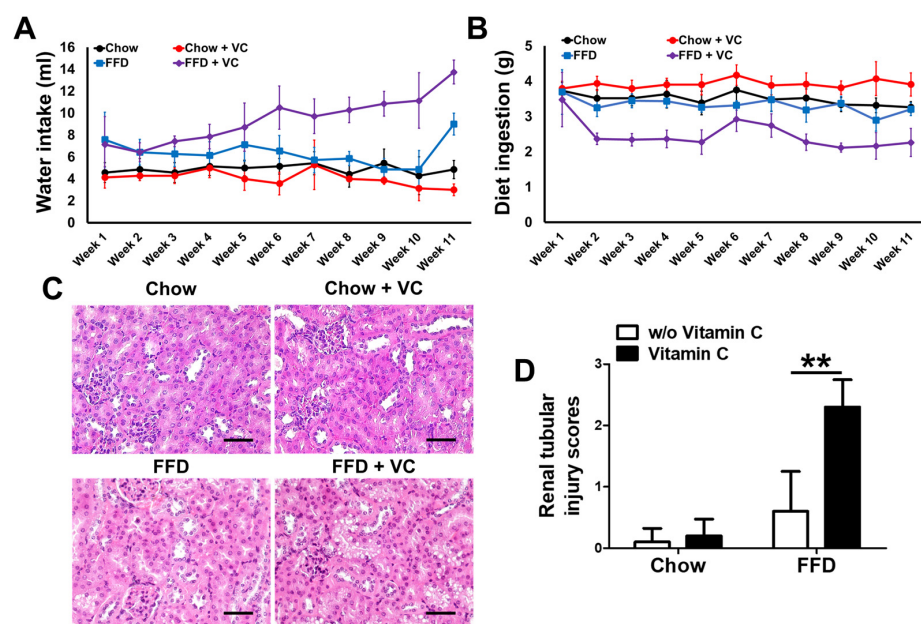 A
Water intake (ml)
16
14
12
10
8
6
4
2
0
Chow
Chow + VC
FFD
FFD + VC
Week 1
Week 2
Week 3
Week 4
Week 5
Week 6
Week 7
Week 8
Week 9
Week 10
Week 11
B
Diet ingestion (g)
5
4
3
2
1
0
Chow
Chow + VC
FFD
FFD + VC
Week 1
Week 2
Week 3
Week 4
Week 5
Week 6
Week 7
Week 8
Week 9
Week 10
Week 11
C
Chow
Chow + VC
FFD
FFD + VC
D
w/o Vitamin C
Vitamin C
Renal tubular
injury scores
3
2
1
0
**
Chow
FFD